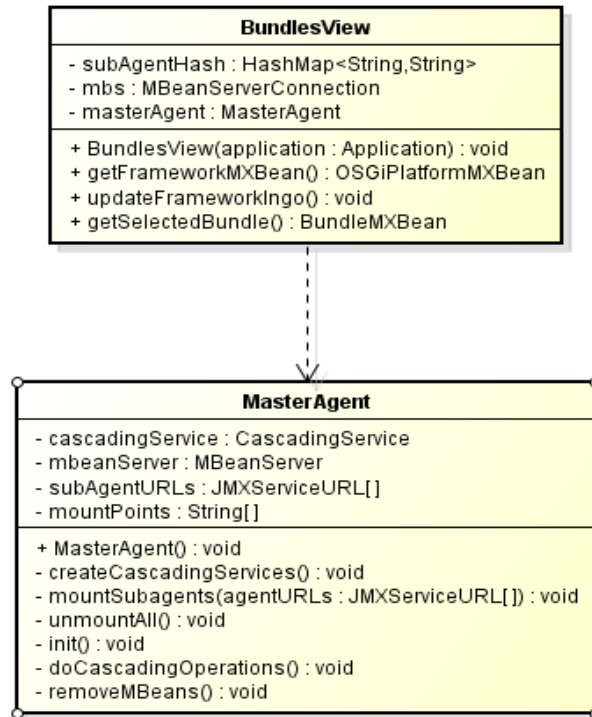 BundlesView
- subAgentHash : HashMap<String,String>
- mbs : MBeanServerConnection
- masterAgent : MasterAgent
+ BundlesView(application : Application) : void
+ getFrameworkMXBean() : OSGiPlatformMXBean
+ updateFrameworkIngo() : void
+ getSelectedBundle() : BundleMXBean
MasterAgent
- cascadingService : CascadingService
- mbeanServer : MBeanServer
- subAgentURLs : JMXServiceURL[]
- mountPoints : String[]
+ MasterAgent() : void
- createCascadingServices() : void
- mountSubagents(agentURLs : JMXServiceURL[]) : void
- unmountAll() : void
- init() : void
- doCascadingOperations() : void
- removeMBeans() : void